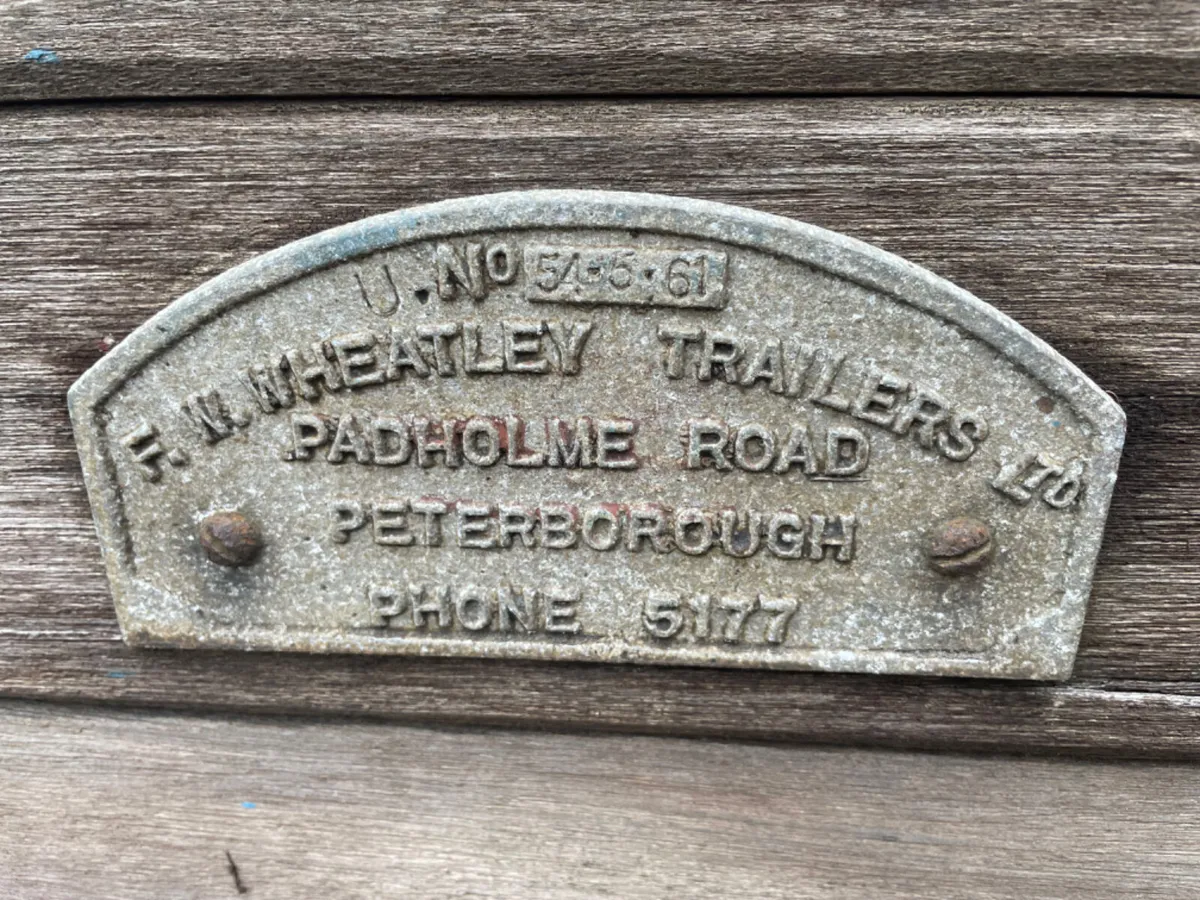 U. No 54·5·61
F. W. WHEATLEY TRAILERS LTD
PADHOLME ROAD
PETERBOROUGH
PHONE 5177